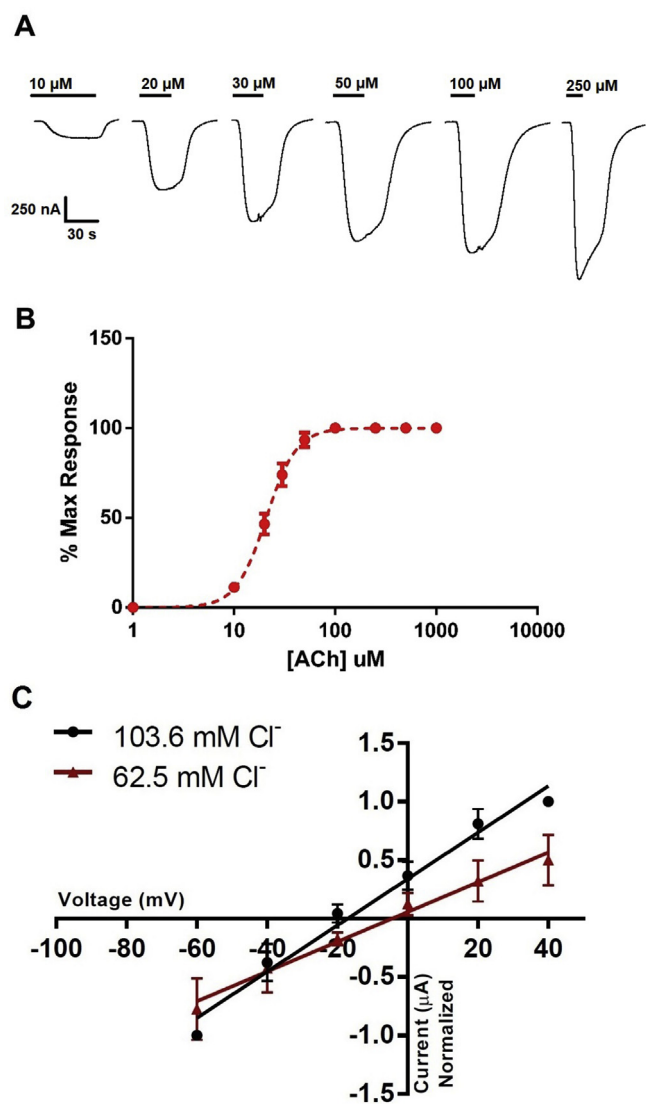 A
10 µM 20 µM 30 µM 50 µM 100 µM 250 µM
250 nA
30 s
B
% Max Response
150
100
50
0
1 10 100 1000 10000
[ACh] uM
C
103.6 mM Cl⁻
62.5 mM Cl⁻
Voltage (mV)
1.5
1.0
0.5
-100 -80 -60 -40 -20 0 20 40
-0.5
-1.0
-1.5
Current (µA)
Normalized